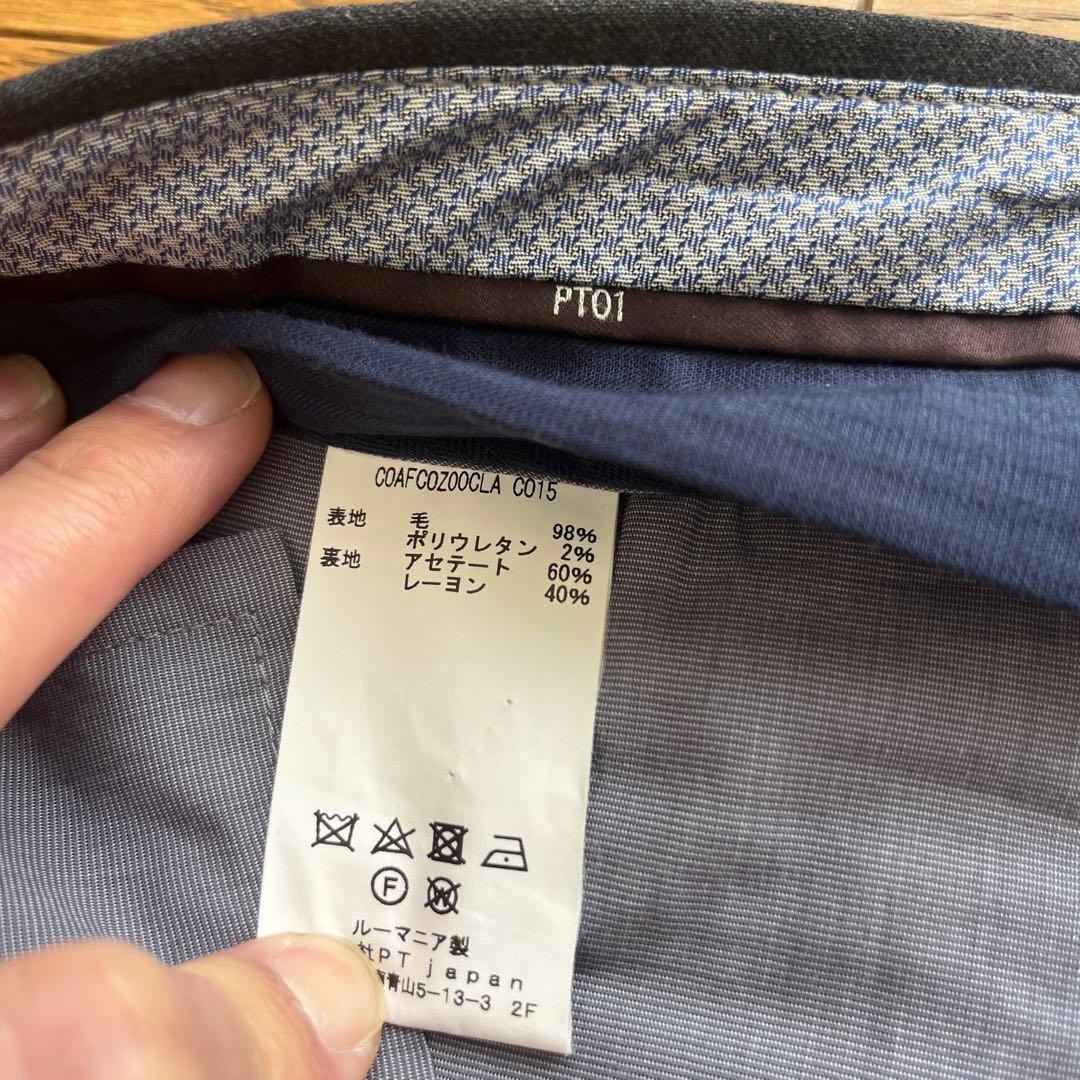 PT01
COAFCOZ00CLA C015
表地 毛 98%
ポリウレタン 2%
裏地 アセテート 60%
レーヨン 40%
F
W
ルーマニア製
社PT japan
青山5-13-3 2F